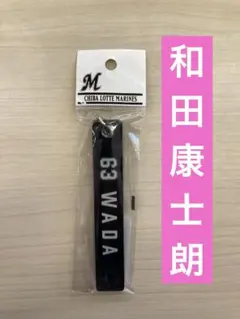 M
CHIBA LOTTE MARINES
63 WADA
和田康士朗